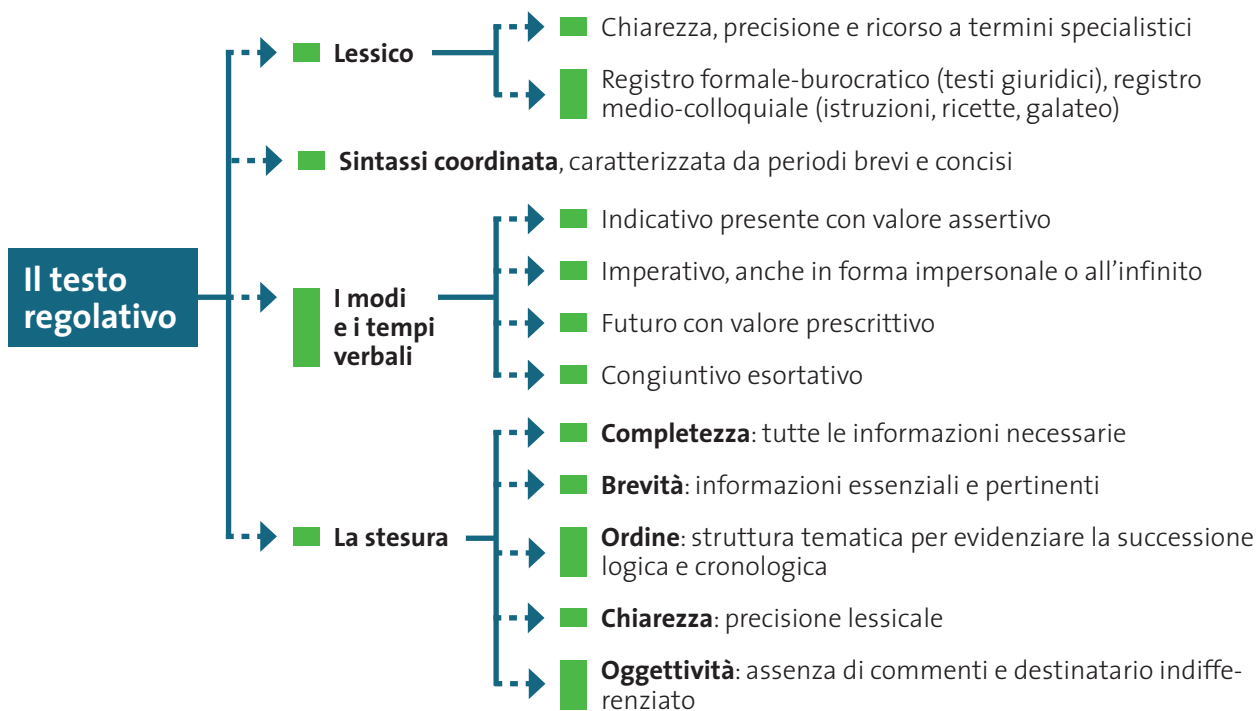 Il testo
regolativo
Lessico
Chiarezza, precisione e ricorso a termini specialistici
Registro formale-burocratico (testi giuridici), registro
medio-colloquiale (istruzioni, ricette, galateo)
Sintassi coordinata, caratterizzata da periodi brevi e concisi
I modi
e i tempi
verbali
Indicativo presente con valore assertivo
Imperativo, anche in forma impersonale o all’infinito
Futuro con valore prescrittivo
Congiuntivo esortativo
La stesura
Completezza: tutte le informazioni necessarie
Brevità: informazioni essenziali e pertinenti
Ordine: struttura tematica per evidenziare la successione
logica e cronologica
Chiarezza: precisione lessicale
Oggettività: assenza di commenti e destinatario indiffe-
renziato